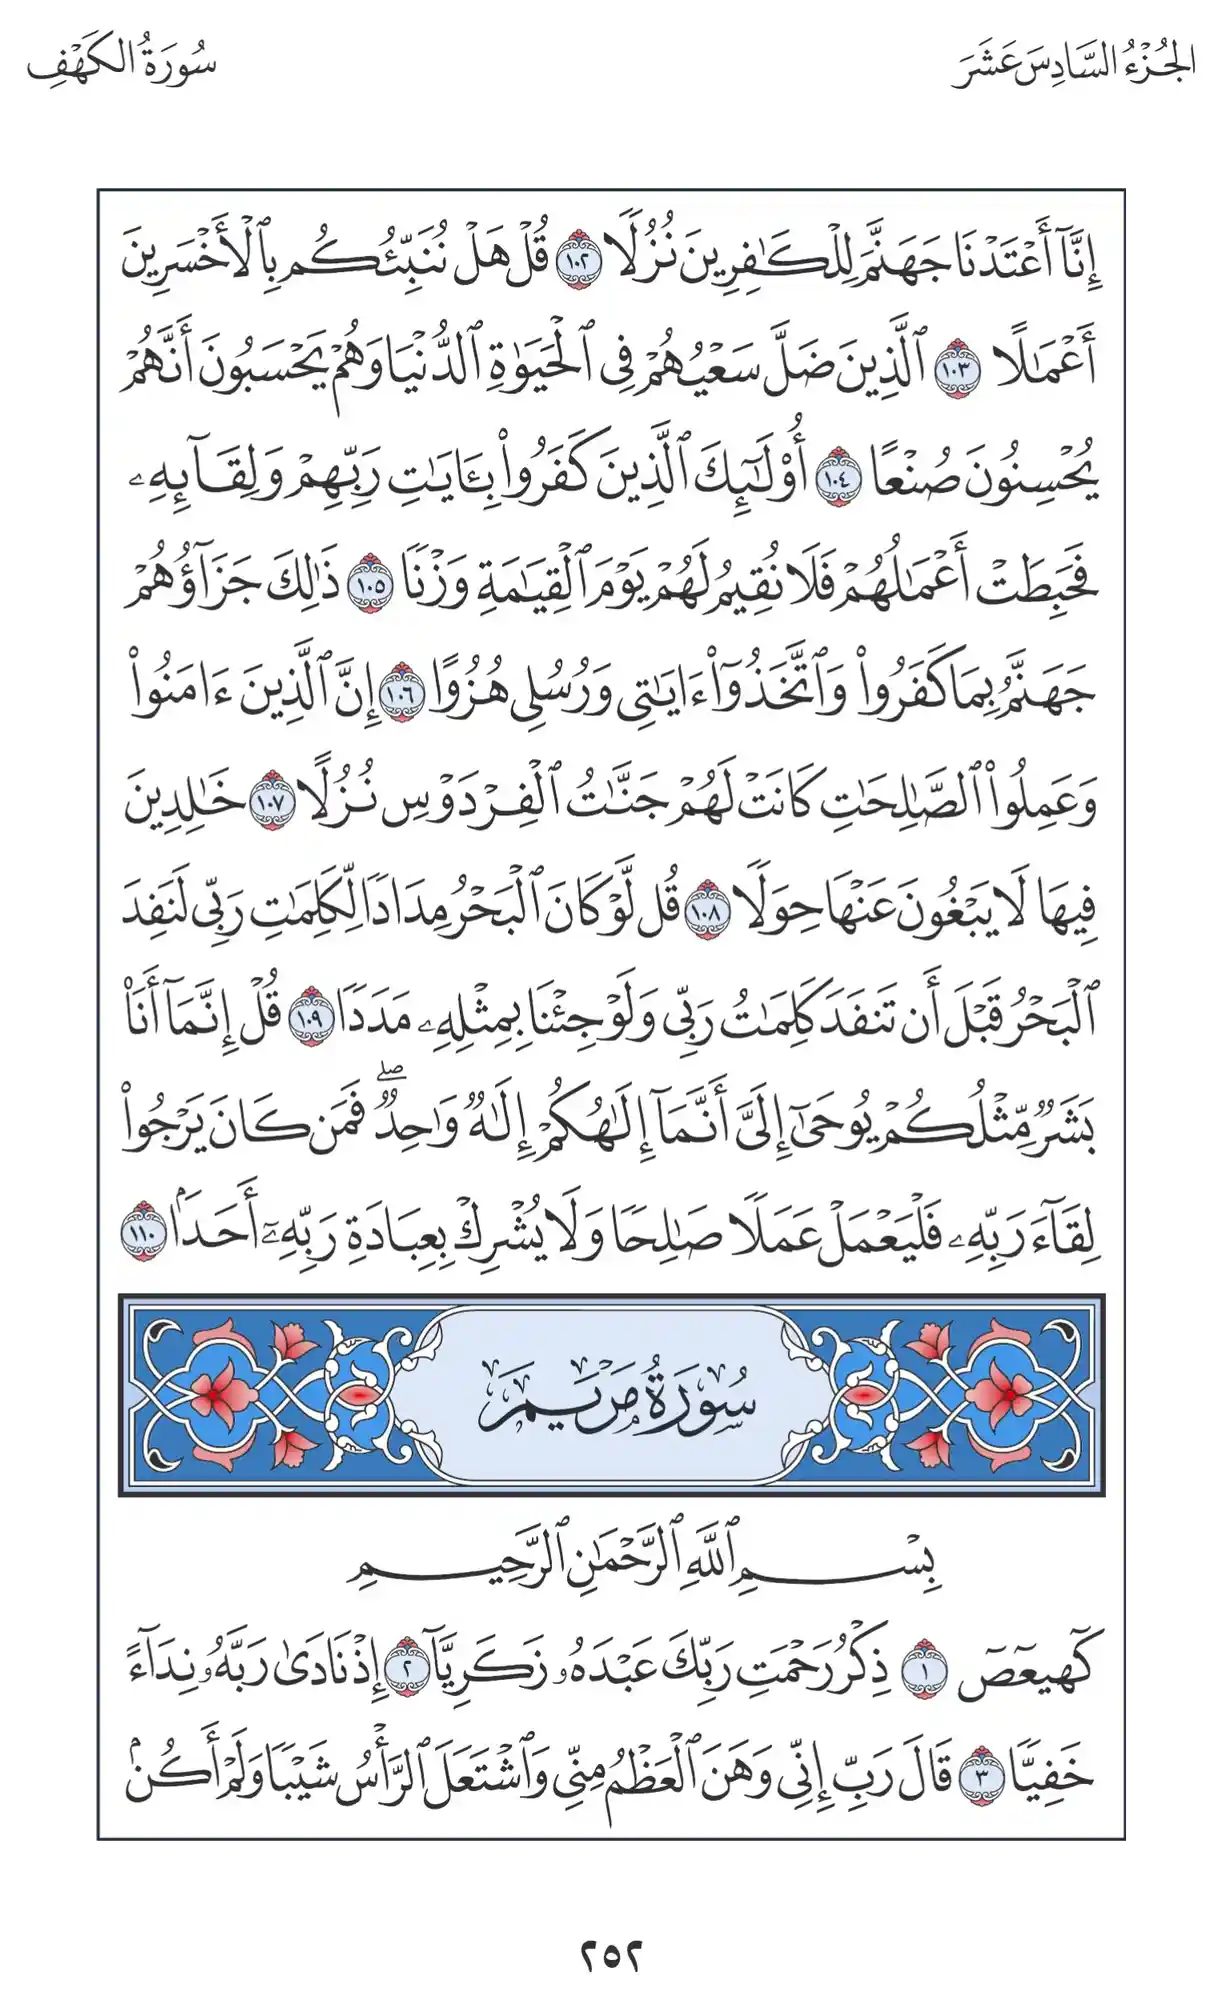 الجُزْءُ السَّادِسَ عَشَرَ
سُورَةُ الكَهْفِ
إِنَّآ أَعْتَدْنَا جَهَنَّمَ لِلْكَٰفِرِينَ نُزُلًا ١٠٢ قُلْ هَلْ نُنَبِّئُكُم بِٱلْأَخْسَرِينَ
أَعْمَٰلًا ١٠٣ ٱلَّذِينَ ضَلَّ سَعْيُهُمْ فِى ٱلْحَيَوٰةِ ٱلدُّنْيَا وَهُمْ يَحْسَبُونَ أَنَّهُمْ
يُحْسِنُونَ صُنْعًا ١٠٤ أُو۟لَٰٓئِكَ ٱلَّذِينَ كَفَرُوا۟ بِـَٔايَٰتِ رَبِّهِمْ وَلِقَآئِهِۦ
فَحَبِطَتْ أَعْمَٰلُهُمْ فَلَا نُقِيمُ لَهُمْ يَوْمَ ٱلْقِيَٰمَةِ وَزْنًا ١٠٥ ذَٰلِكَ جَزَآؤُهُمْ
جَهَنَّمُ بِمَا كَفَرُوا۟ وَٱتَّخَذُوٓا۟ ءَايَٰتِى وَرُسُلِى هُزُوًا ١٠٦ إِنَّ ٱلَّذِينَ ءَامَنُوا۟
وَعَمِلُوا۟ ٱلصَّٰلِحَٰتِ كَانَتْ لَهُمْ جَنَّٰتُ ٱلْفِرْدَوْسِ نُزُلًا ١٠٧ خَٰلِدِينَ
فِيهَا لَا يَبْغُونَ عَنْهَا حِوَلًا ١٠٨ قُل لَّوْ كَانَ ٱلْبَحْرُ مِدَادًا لِّكَلِمَٰتِ رَبِّى لَنَفِدَ
ٱلْبَحْرُ قَبْلَ أَن تَنفَدَ كَلِمَٰتُ رَبِّى وَلَوْ جِئْنَا بِمِثْلِهِۦ مَدَدًا ١٠٩ قُلْ إِنَّمَآ أَنَا۠
بَشَرٌ مِّثْلُكُمْ يُوحَىٰٓ إِلَىَّ أَنَّمَآ إِلَٰهُكُمْ إِلَٰهٌ وَٰحِدٌ ۖ فَمَن كَانَ يَرْجُوا۟
لِقَآءَ رَبِّهِۦ فَلْيَعْمَلْ عَمَلًا صَٰلِحًا وَلَا يُشْرِكْ بِعِبَادَةِ رَبِّهِۦٓ أَحَدًۢا ١١٠
سُورَةُ مَرْيَمَ
بِسْمِ ٱللَّهِ ٱلرَّحْمَٰنِ ٱلرَّحِيمِ
كٓهيعٓصٓ ١ ذِكْرُ رَحْمَتِ رَبِّكَ عَبْدَهُۥ زَكَرِيَّآ ٢ إِذْ نَادَىٰ رَبَّهُۥ نِدَآءً
خَفِيًّا ٣ قَالَ رَبِّ إِنِّى وَهَنَ ٱلْعَظْمُ مِنِّى وَٱشْتَعَلَ ٱلرَّأْسُ شَيْبًا وَلَمْ أَكُنۢ
٢٥٢